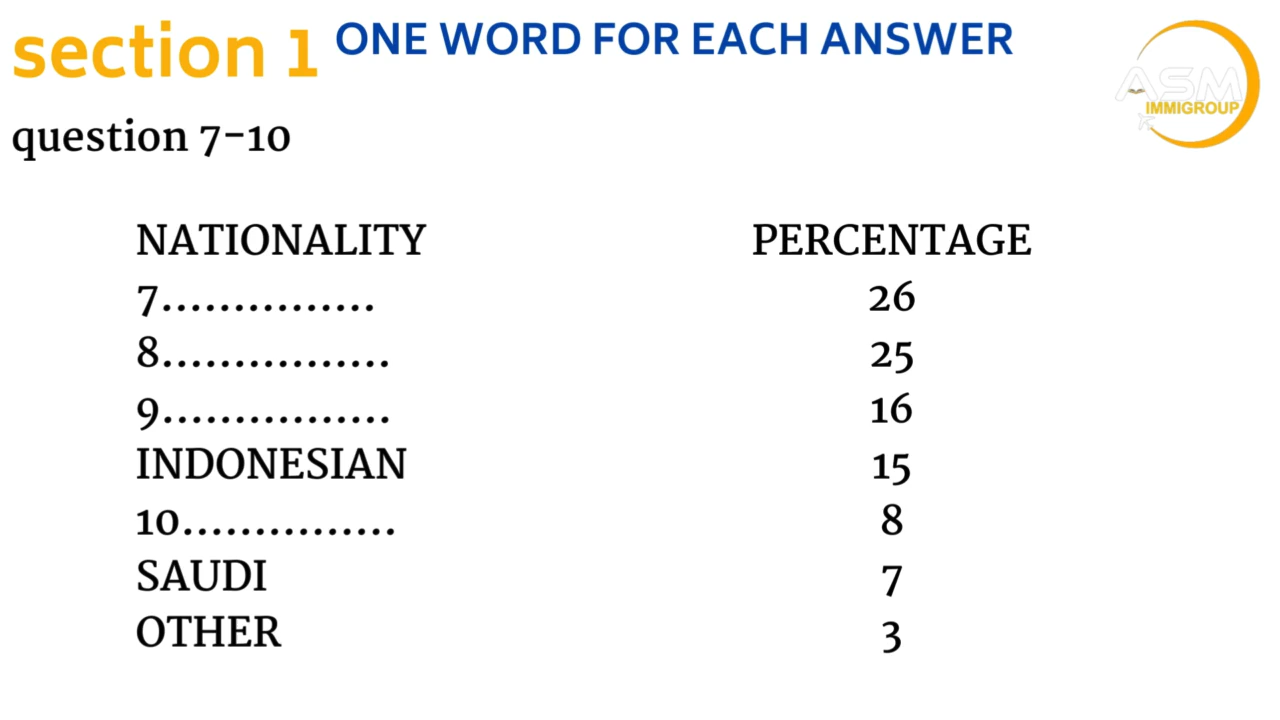 section 1 ONE WORD FOR EACH ANSWER
ASM
IMMIGROUP
question 7-10
NATIONALITY PERCENTAGE
7............... 26
8................ 25
9................ 16
INDONESIAN 15
10............... 8
SAUDI 7
OTHER 3